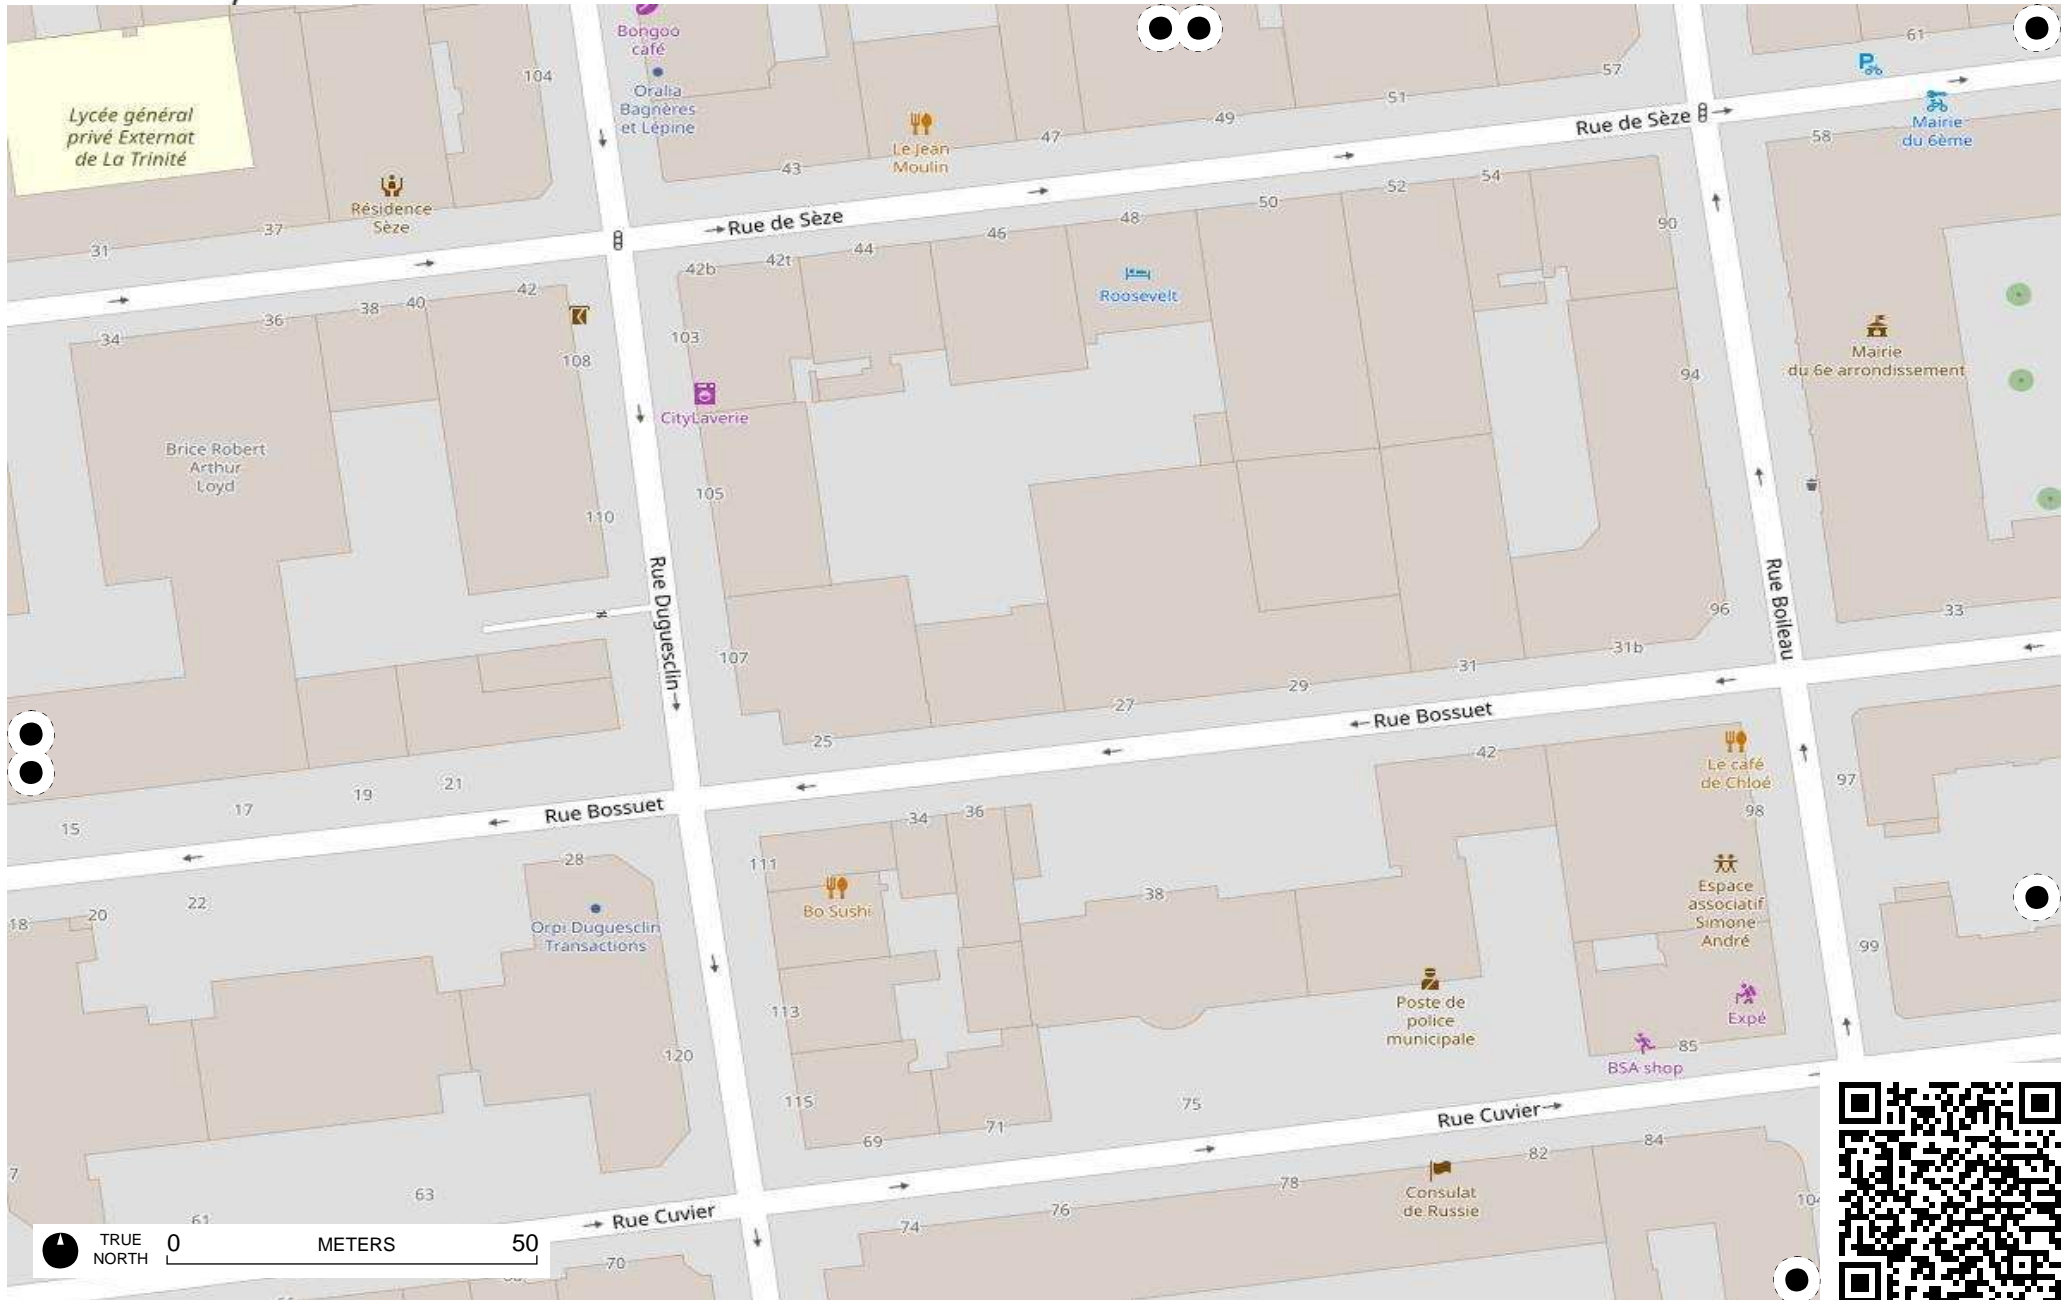 Bongoo
café
61
57
104
Oralia
Bagnères
et Lépine
51
49
Rue de Sèze
Mairie
du 6ème
58
Lycée général
privé Externat
de La Trinité
Le Jean
Moulin
47
43
54
52
50
Résidence
Sèze
37
31
Rue de Sèze
48
46
44
42t
42b
90
Roosevelt
42
40
38
36
34
103
108
Mairie
du 6e arrondissement
94
CityLaverie
Brice Robert
Arthur
Loyd
105
110
Rue Duguesclin
Rue Boileau
96
33
31b
31
29
27
107
25
Rue Bossuet
42
Le café
de Chloé
97
98
21
19
17
15
Rue Bossuet
34
36
111
28
38
Bo Sushi
Espace
associatif
Simone
André
99
22
20
18
Orpi Duguesclin
Transactions
113
Poste de
police
municipale
Expé
85
BSA shop
120
115
75
Rue Cuvier
71
69
84
82
78
Consulat
de Russie
76
74
63
61
7
Rue Cuvier
70
TRUE
NORTH
0
METERS
50